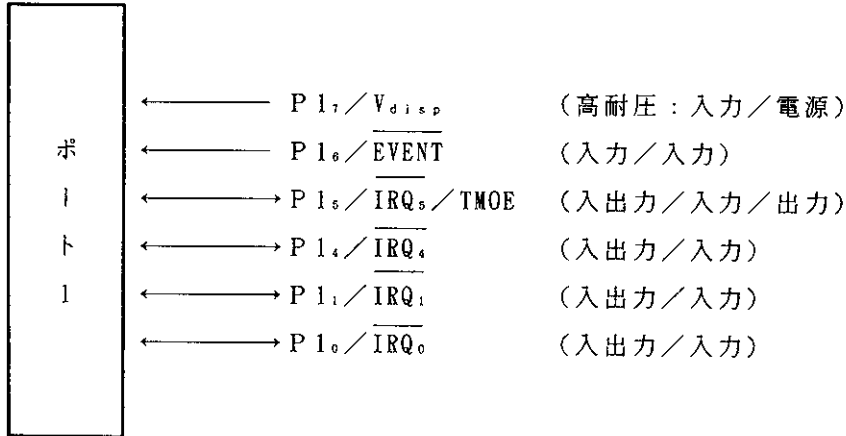 ポート1
P1₇／Vdisp （高耐圧：入力／電源）
P1₆／EVENT （入力／入力）
P1₅／IRQ₅／TMOE （入出力／入力／出力）
P1₄／IRQ₄ （入出力／入力）
P1₁／IRQ₁ （入出力／入力）
P1₀／IRQ₀ （入出力／入力）